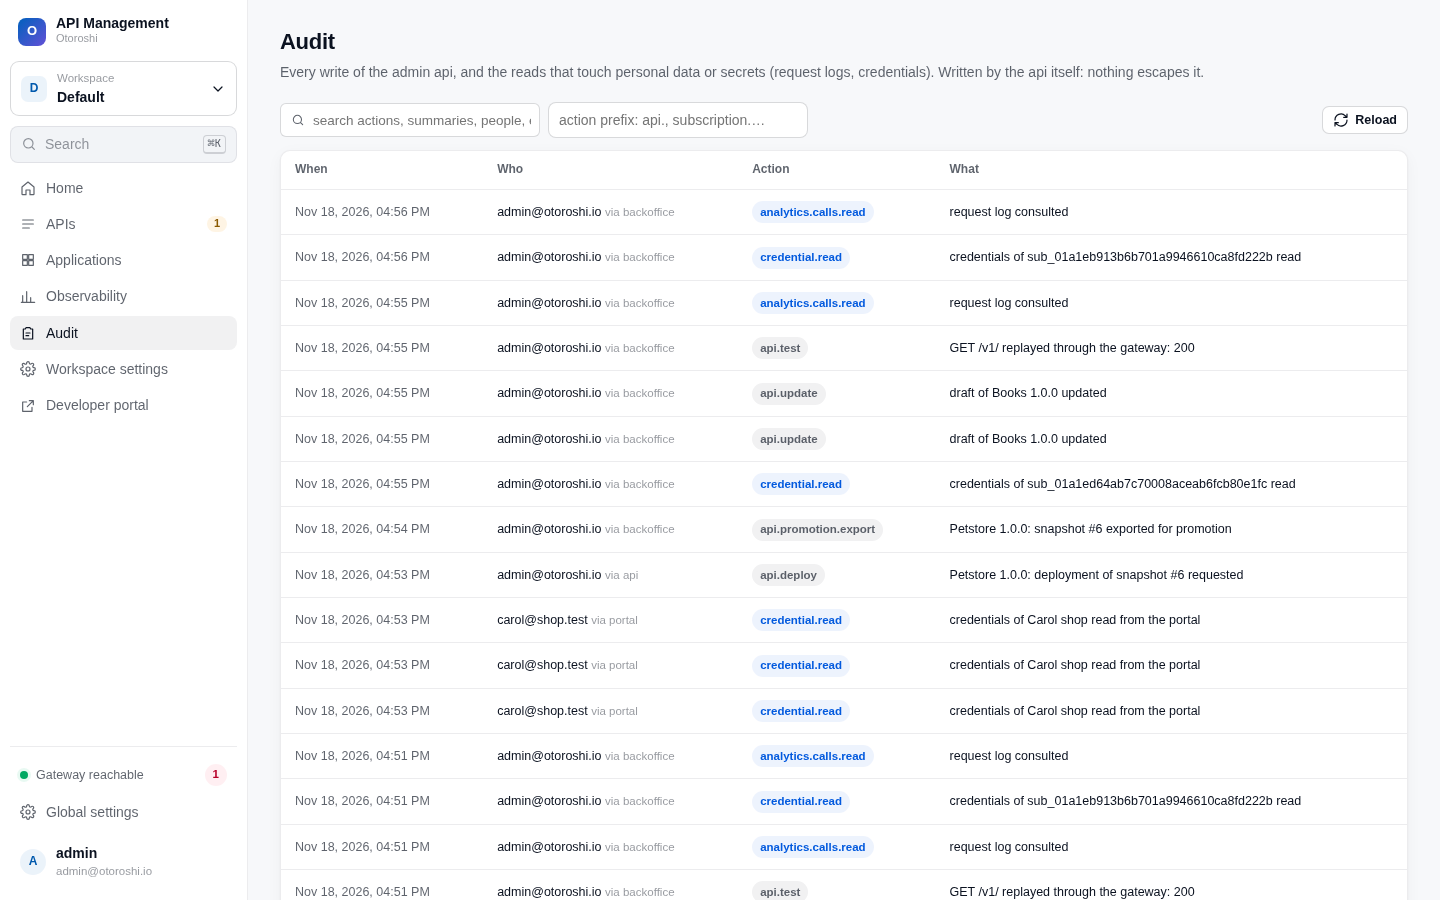 O
API Management
Otoroshi
D
Workspace
Default
Search
⌘K
Home
APIs
1
Applications
Observability
Audit
Workspace settings
Developer portal
Gateway reachable
1
Global settings
A
admin
admin@otoroshi.io
Audit
Every write of the admin api, and the reads that touch personal data or secrets (request logs, credentials). Written by the api itself: nothing escapes it.
search actions, summaries, people,
action prefix: api., subscription.…
Reload
When Who Action What
Nov 18, 2026, 04:56 PM admin@otoroshi.io via backoffice analytics.calls.read request log consulted
Nov 18, 2026, 04:56 PM admin@otoroshi.io via backoffice credential.read credentials of sub_01a1eb913b6b701a9946610ca8fd222b read
Nov 18, 2026, 04:55 PM admin@otoroshi.io via backoffice analytics.calls.read request log consulted
Nov 18, 2026, 04:55 PM admin@otoroshi.io via backoffice api.test GET /v1/ replayed through the gateway: 200
Nov 18, 2026, 04:55 PM admin@otoroshi.io via backoffice api.update draft of Books 1.0.0 updated
Nov 18, 2026, 04:55 PM admin@otoroshi.io via backoffice api.update draft of Books 1.0.0 updated
Nov 18, 2026, 04:55 PM admin@otoroshi.io via backoffice credential.read credentials of sub_01a1ed64ab7c70008aceab6fcb80e1fc read
Nov 18, 2026, 04:54 PM admin@otoroshi.io via backoffice api.promotion.export Petstore 1.0.0: snapshot #6 exported for promotion
Nov 18, 2026, 04:53 PM admin@otoroshi.io via api api.deploy Petstore 1.0.0: deployment of snapshot #6 requested
Nov 18, 2026, 04:53 PM carol@shop.test via portal credential.read credentials of Carol shop read from the portal
Nov 18, 2026, 04:53 PM carol@shop.test via portal credential.read credentials of Carol shop read from the portal
Nov 18, 2026, 04:53 PM carol@shop.test via portal credential.read credentials of Carol shop read from the portal
Nov 18, 2026, 04:51 PM admin@otoroshi.io via backoffice analytics.calls.read request log consulted
Nov 18, 2026, 04:51 PM admin@otoroshi.io via backoffice credential.read credentials of sub_01a1eb913b6b701a9946610ca8fd222b read
Nov 18, 2026, 04:51 PM admin@otoroshi.io via backoffice analytics.calls.read request log consulted
Nov 18, 2026, 04:51 PM admin@otoroshi.io via backoffice api.test GET /v1/ replayed through the gateway: 200